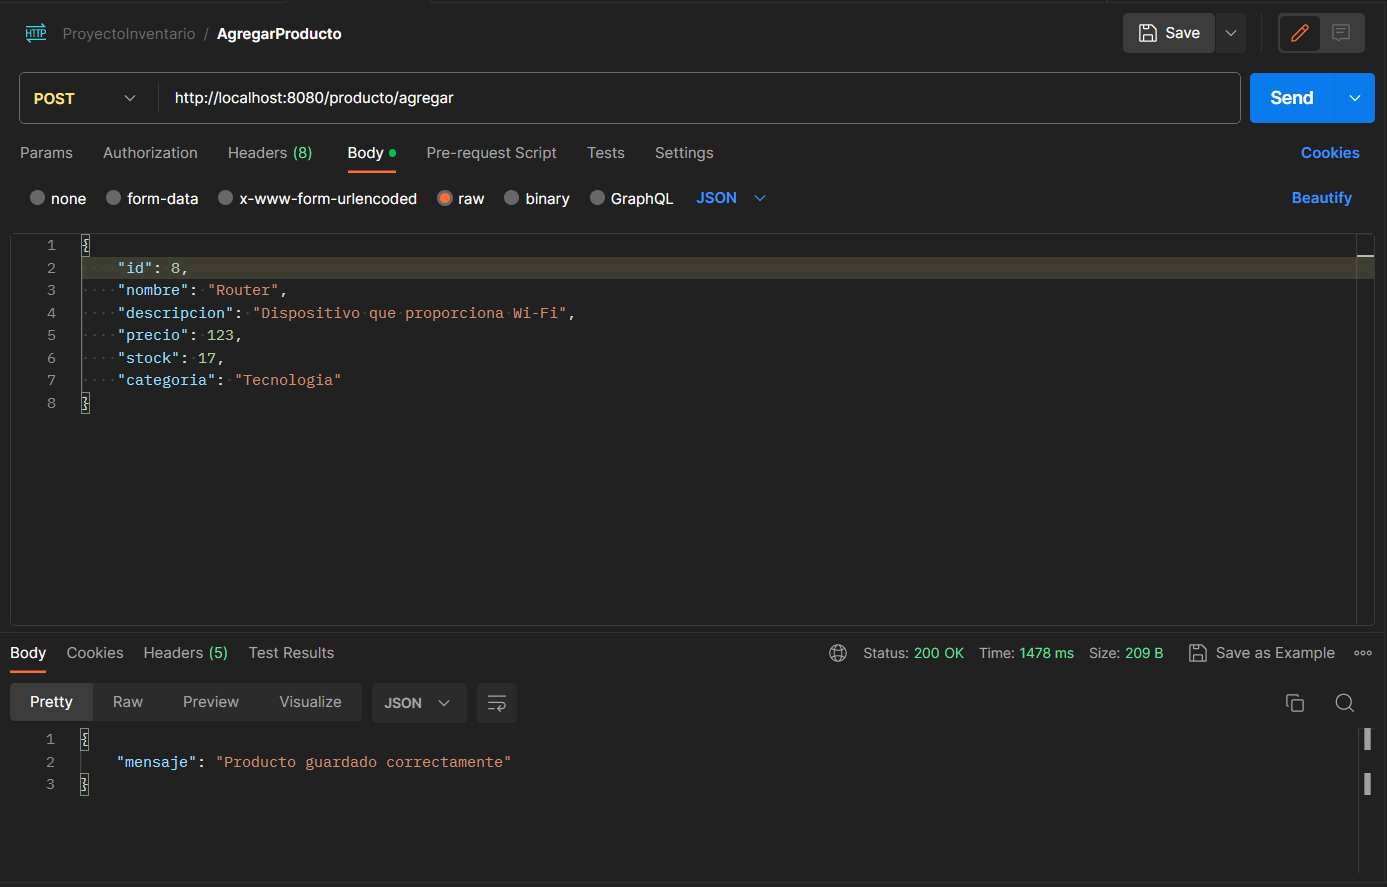 HTTP ProyectoInventario / AgregarProducto Save
POST http://localhost:8080/producto/agregar Send
Params Authorization Headers (8) Body Pre-request Script Tests Settings Cookies
none form-data x-www-form-urlencoded raw binary GraphQL JSON Beautify
1 {
2 "id": 8,
3 "nombre": "Router",
4 "descripcion": "Dispositivo que proporciona Wi-Fi",
5 "precio": 123,
6 "stock": 17,
7 "categoria": "Tecnologia"
8 }
Body Cookies Headers (5) Test Results Status: 200 OK Time: 1478 ms Size: 209 B Save as Example
Pretty Raw Preview Visualize JSON
1 {
2 "mensaje": "Producto guardado correctamente"
3 }